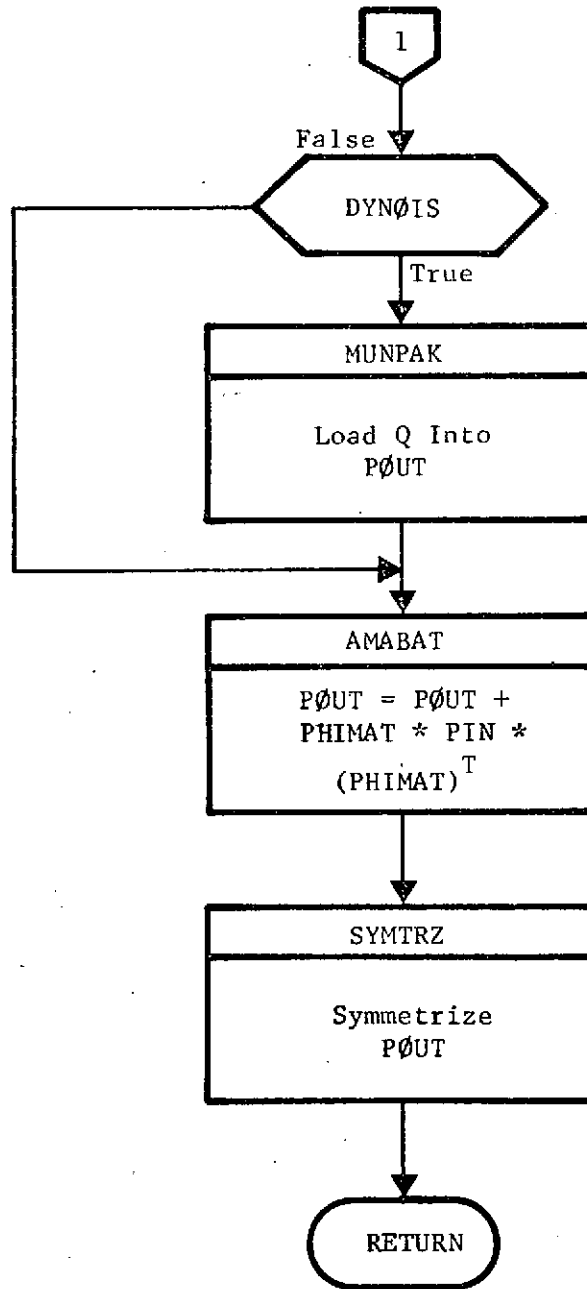 1
False
DYNØIS
True
MUNPAK
Load Q Into
PØUT
AMABAT
PØUT = PØUT +
PHIMAT * PIN *
(PHIMAT)^T
SYMTRZ
Symmetrize
PØUT
RETURN